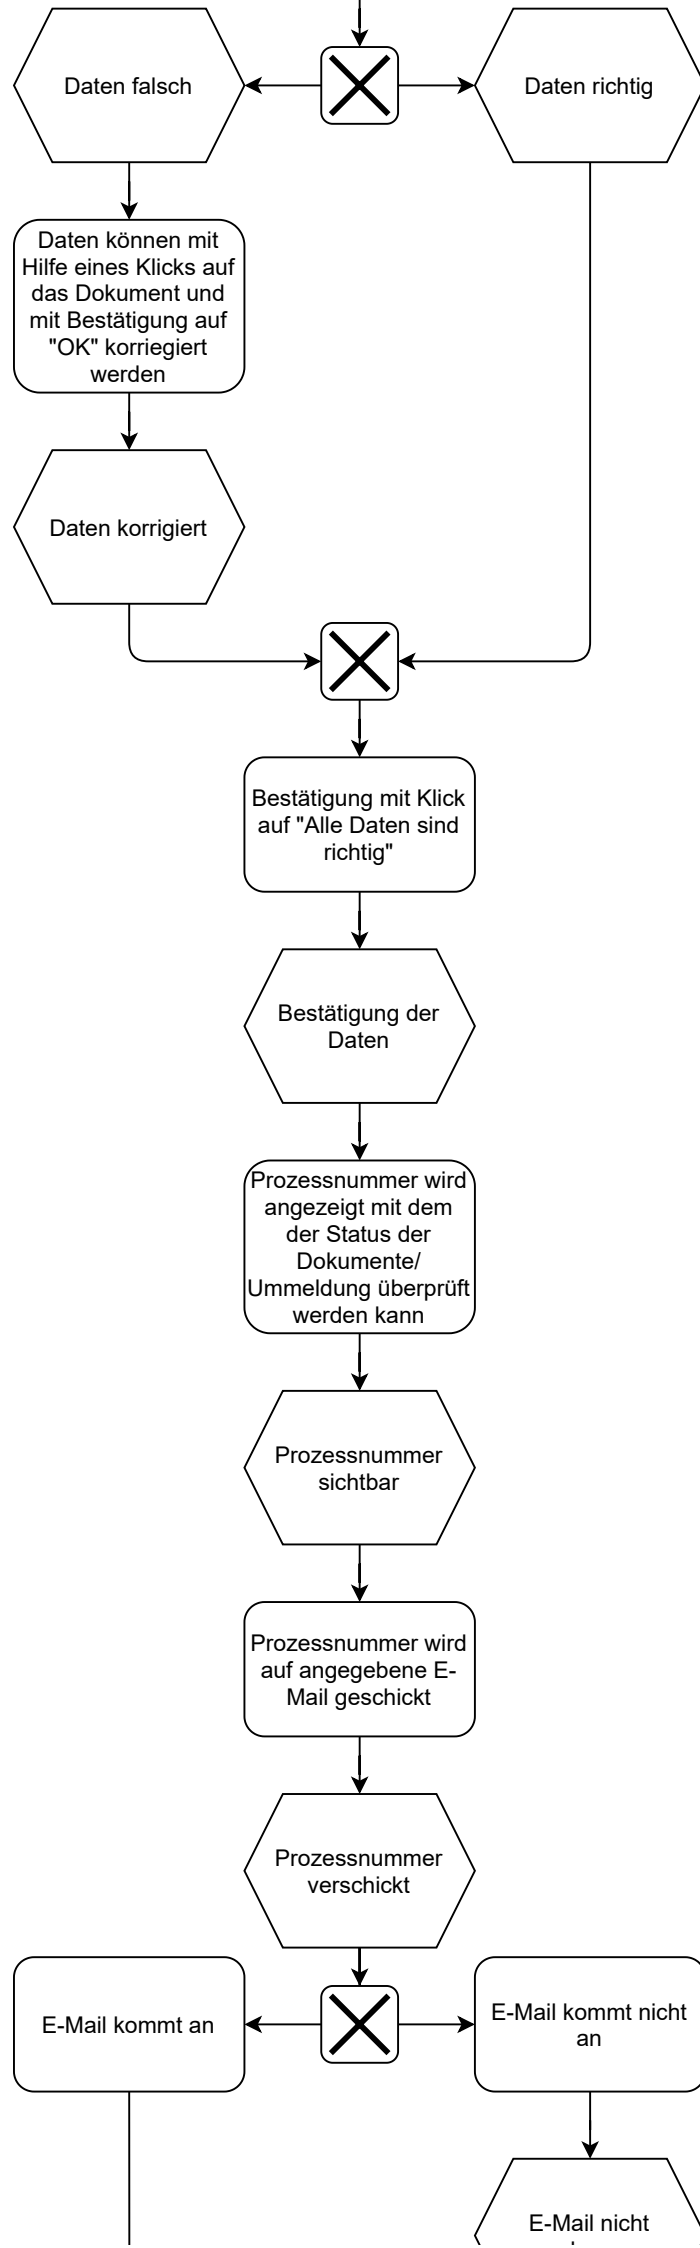 Daten falsch
Daten richtig
Daten können mit
Hilfe eines Klicks auf
das Dokument und
mit Bestätigung auf
"OK" korriegiert
werden
Daten korrigiert
Bestätigung mit Klick
auf "Alle Daten sind
richtig"
Bestätigung der
Daten
Prozessnummer wird
angezeigt mit dem
der Status der
Dokumente/
Ummeldung überprüft
werden kann
Prozessnummer
sichtbar
Prozessnummer wird
auf angegebene E-
Mail geschickt
Prozessnummer
verschickt
E-Mail kommt an
E-Mail kommt nicht
an
E-Mail nicht